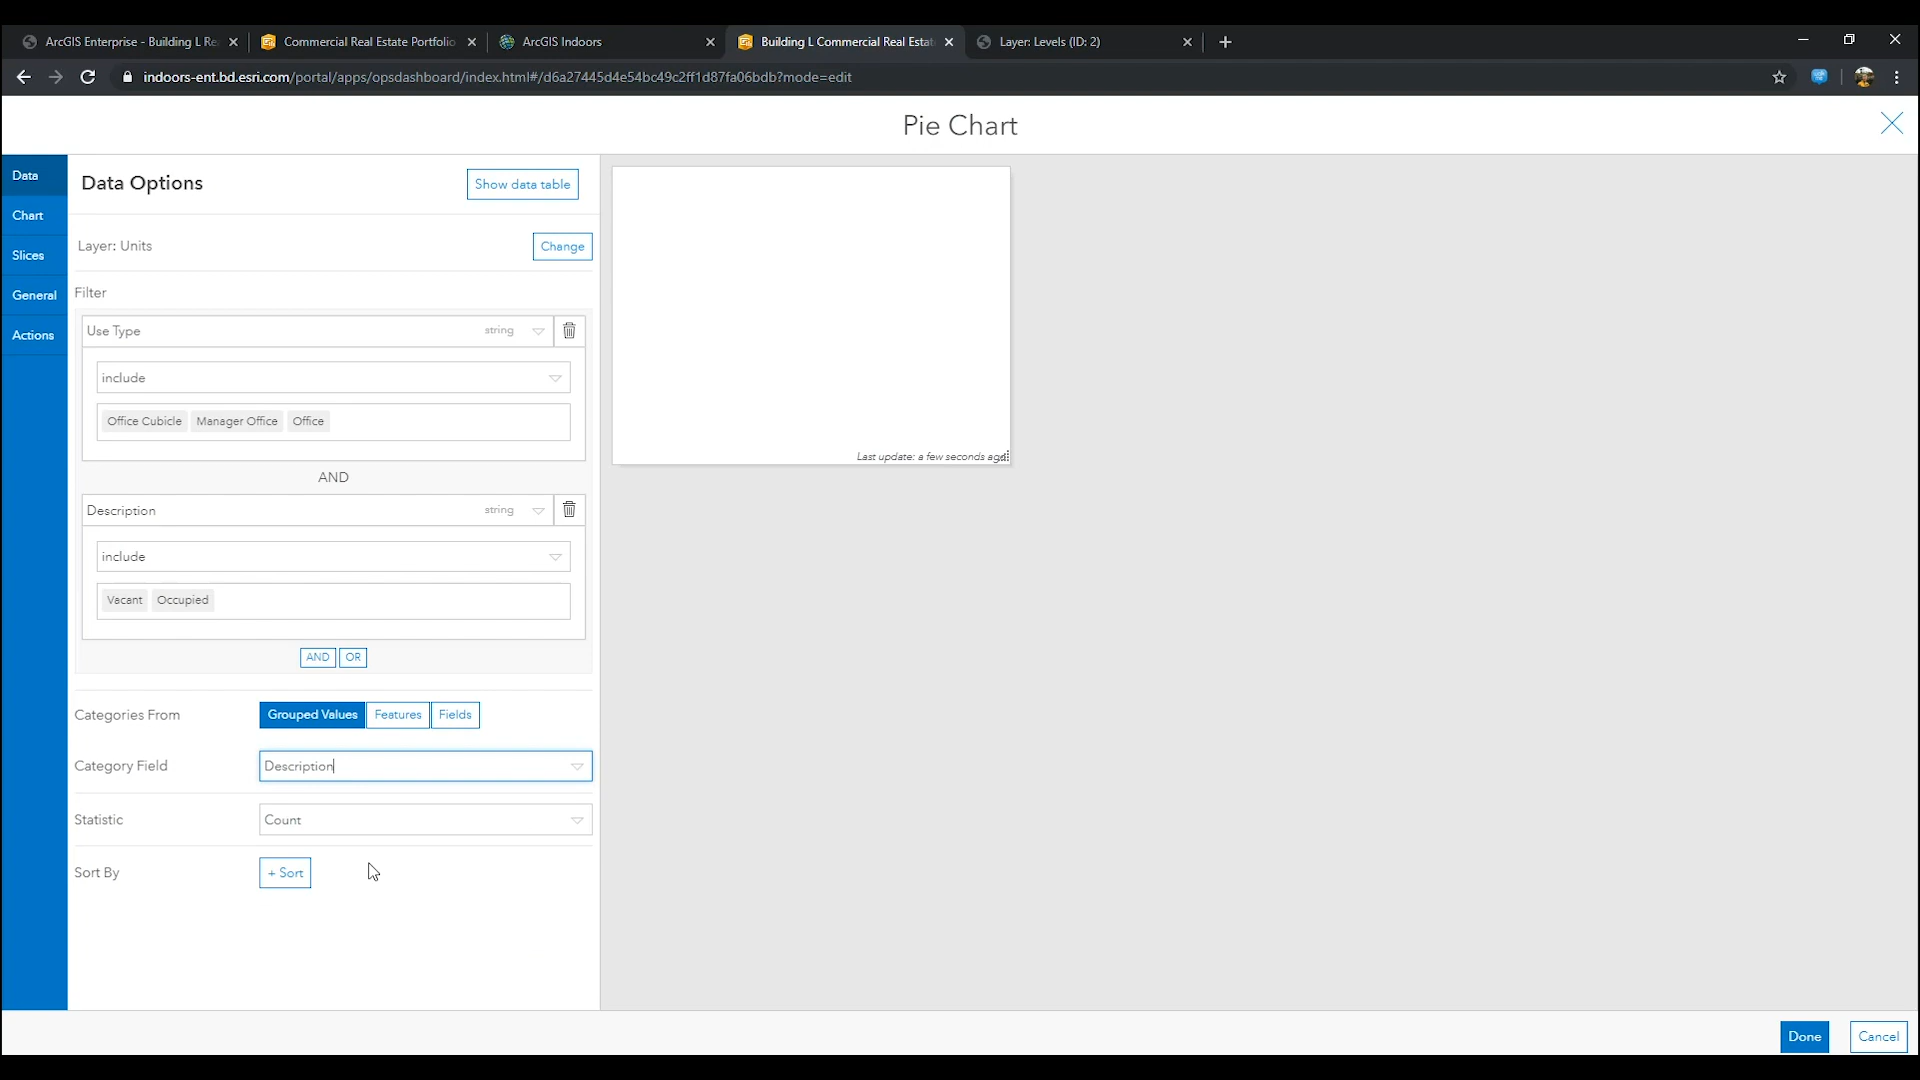 ArcGIS Enterprise - Building L Re
Commercial Real Estate Portfolio
ArcGIS Indoors
Building L Commercial Real Estat
Layer: Levels (ID: 2)
indoors-ent.bd.esri.com/portal/apps/opsdashboard/index.html#/d6a27445d4e54bc49c2ff1d87fa06bdb?mode=edit
Pie Chart
Data
Chart
Slices
General
Actions
Data Options
Show data table
Layer: Units
Change
Filter
Use Type string
include
Office Cubicle Manager Office Office
AND
Description string
include
Vacant Occupied
AND OR
Categories From Grouped Values Features Fields
Category Field Description
Statistic Count
Sort By + Sort
Last update: a few seconds ago
Done Cancel